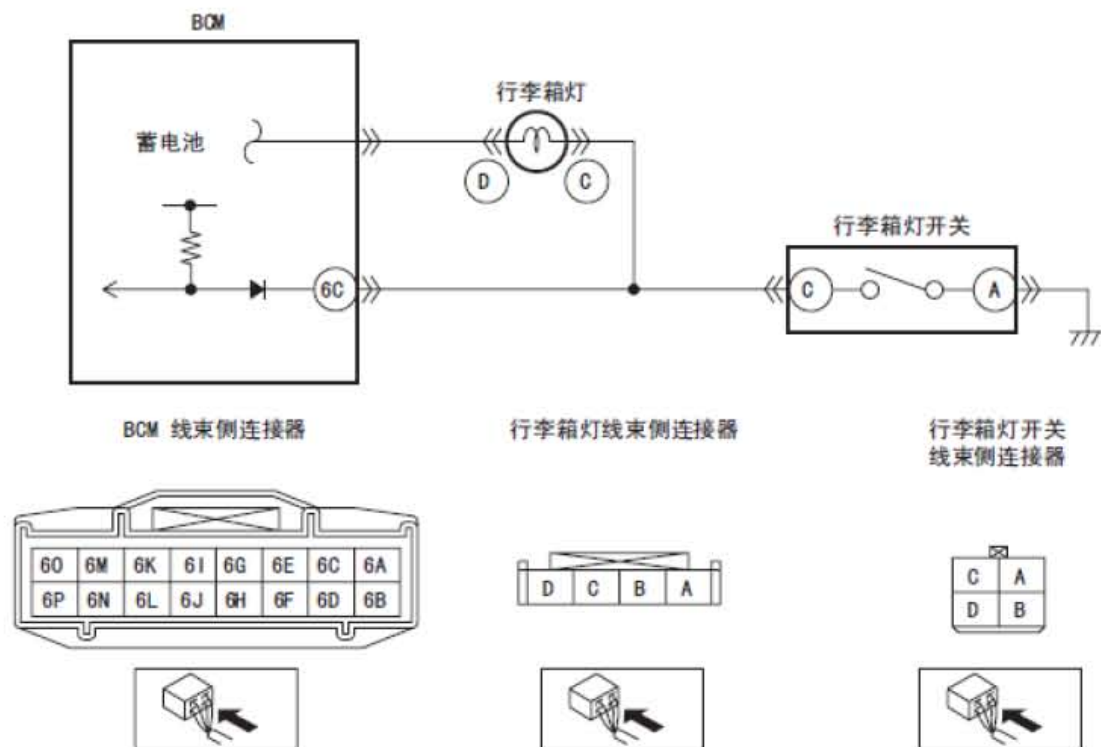 BCM
行李箱灯
蓄电池
D
C
行李箱灯开关
6C
C
A
BCM 线束侧连接器
行李箱灯线束侧连接器
行李箱灯开关
线束侧连接器
6O 6M 6K 6I 6G 6E 6C 6A
6P 6N 6L 6J 6H 6F 6D 6B
D C B A
C A
D B